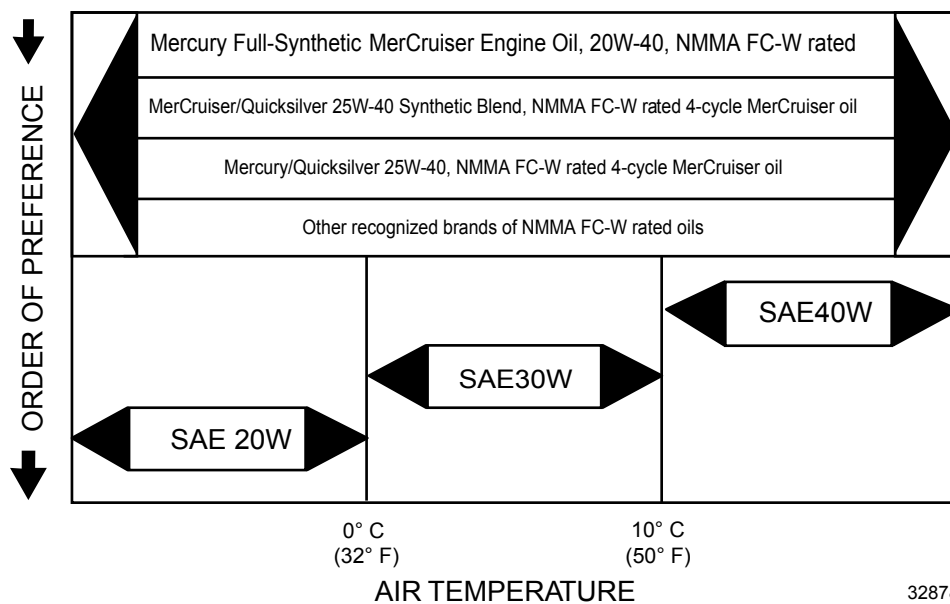 ORDER OF PREFERENCE
Mercury Full-Synthetic MerCruiser Engine Oil, 20W-40, NMMA FC-W rated
MerCruiser/Quicksilver 25W-40 Synthetic Blend, NMMA FC-W rated 4-cycle MerCruiser oil
Mercury/Quicksilver 25W-40, NMMA FC-W rated 4-cycle MerCruiser oil
Other recognized brands of NMMA FC-W rated oils
SAE40W
SAE30W
SAE 20W
0° C
(32° F)
10° C
(50° F)
AIR TEMPERATURE
3287